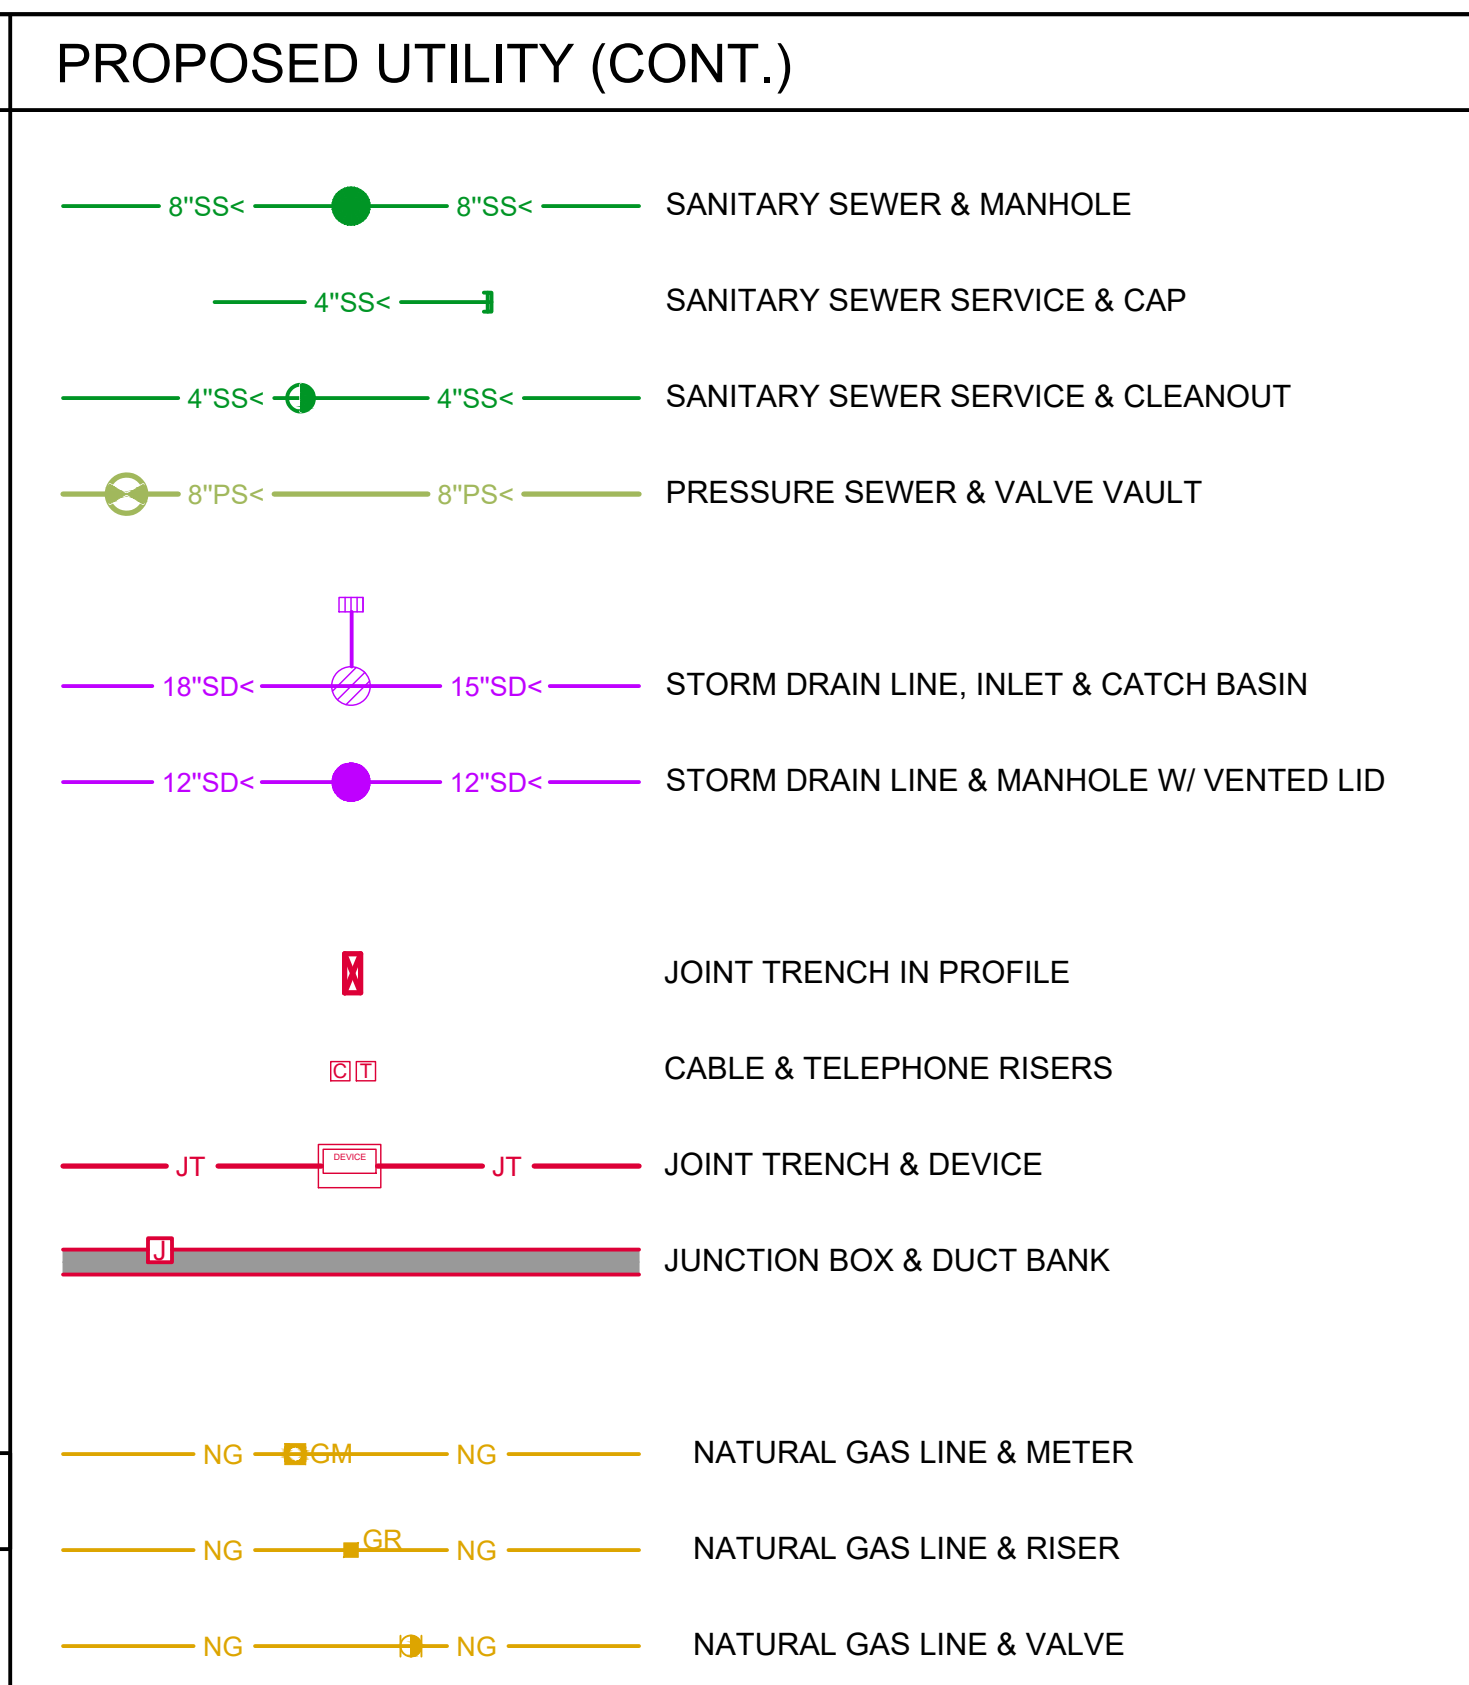 PROPOSED UTILITY (CONT.)
8"SS< 8"SS< SANITARY SEWER & MANHOLE
4"SS< SANITARY SEWER SERVICE & CAP
4"SS< 4"SS< SANITARY SEWER SERVICE & CLEANOUT
8"PS< 8"PS< PRESSURE SEWER & VALVE VAULT
18"SD< 15"SD< STORM DRAIN LINE, INLET & CATCH BASIN
12"SD< 12"SD< STORM DRAIN LINE & MANHOLE W/ VENTED LID
JOINT TRENCH IN PROFILE
C T CABLE & TELEPHONE RISERS
JT DEVICE JT JOINT TRENCH & DEVICE
J JUNCTION BOX & DUCT BANK
NG GM NG NATURAL GAS LINE & METER
NG GR NG NATURAL GAS LINE & RISER
NG NG NATURAL GAS LINE & VALVE